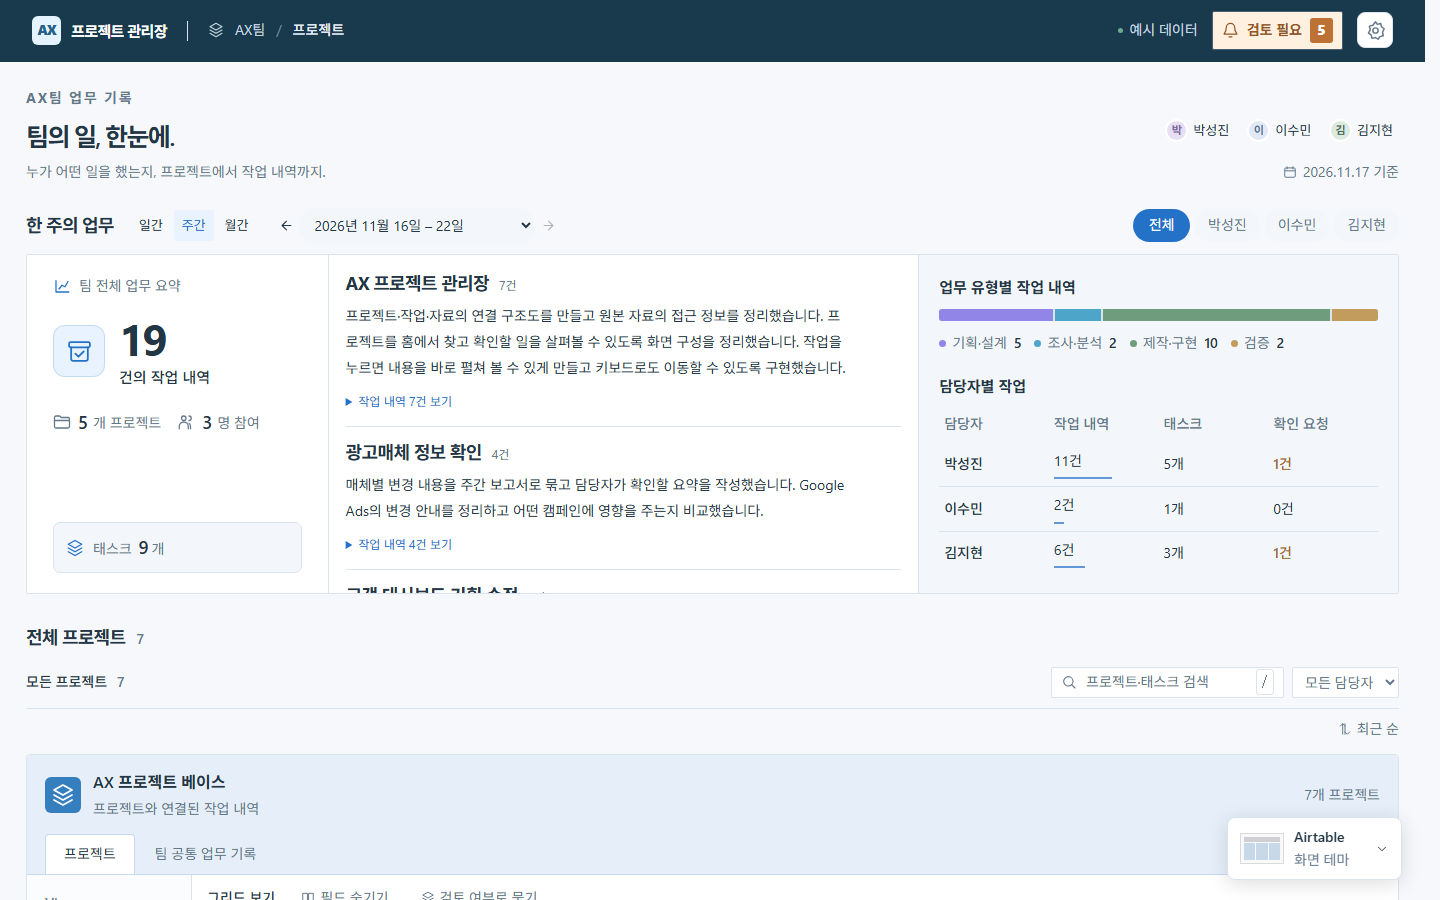 AX 프로젝트 관리장 AX팀 / 프로젝트 예시 데이터 검토 필요 5
AX팀 업무 기록
팀의 일, 한눈에.
박 박성진 이 이수민 김 김지현
누가 어떤 일을 했는지, 프로젝트에서 작업 내역까지.
2026.11.17 기준
한 주의 업무 일간 주간 월간 ← 2026년 11월 16일 – 22일 →
전체 박성진 이수민 김지현
팀 전체 업무 요약
19
건의 작업 내역
5 개 프로젝트 3 명 참여
태스크 9 개
AX 프로젝트 관리장 7건
프로젝트·작업·자료의 연결 구조도를 만들고 원본 자료의 접근 정보를 정리했습니다. 프
로젝트를 홈에서 찾고 확인할 일을 살펴볼 수 있도록 화면 구성을 정리했습니다. 작업을
누르면 내용을 바로 펼쳐 볼 수 있게 만들고 키보드로도 이동할 수 있도록 구현했습니다.
▶ 작업 내역 7건 보기
광고매체 정보 확인 4건
매체별 변경 내용을 주간 보고서로 묶고 담당자가 확인할 요약을 작성했습니다. Google
Ads의 변경 안내를 정리하고 어떤 캠페인에 영향을 주는지 비교했습니다.
▶ 작업 내역 4건 보기
업무 유형별 작업 내역
기획·설계 5 조사·분석 2 제작·구현 10 검증 2
담당자별 작업
담당자 작업 내역 태스크 확인 요청
박성진 11건 5개 1건
이수민 2건 1개 0건
김지현 6건 3개 1건
전체 프로젝트 7
모든 프로젝트 7
프로젝트·태스크 검색 / 모든 담당자
최근 순
AX 프로젝트 베이스
프로젝트와 연결된 작업 내역
7개 프로젝트
프로젝트 팀 공통 업무 기록
Airtable
화면 테마
그리드 보기 필드 숨기기 검토 여부로 묶기